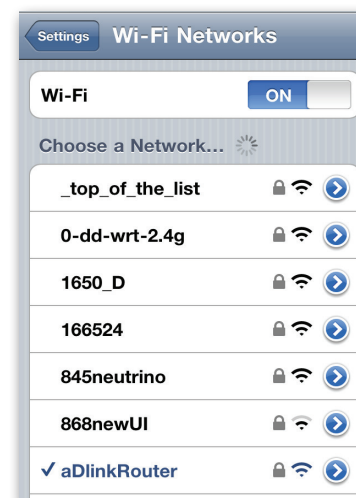 Settings
Wi-Fi Networks
Wi-Fi
ON
Choose a Network...
_top_of_the_list
0-dd-wrt-2.4g
1650_D
166524
845neutrino
868newUI
aDlinkRouter